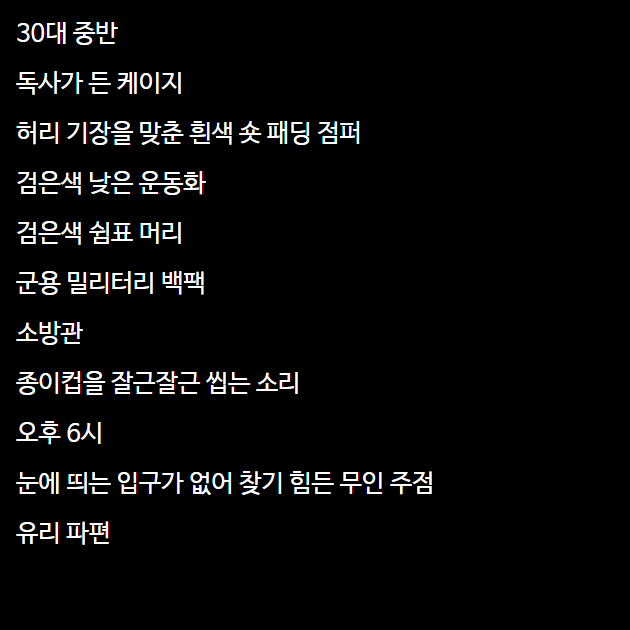 30대 중반
독사가 든 케이지
허리 기장을 맞춘 흰색 숏 패딩 점퍼
검은색 낮은 운동화
검은색 쉼표 머리
군용 밀리터리 백팩
소방관
종이컵을 잘근잘근 씹는 소리
오후 6시
눈에 띄는 입구가 없어 찾기 힘든 무인 주점
유리 파편